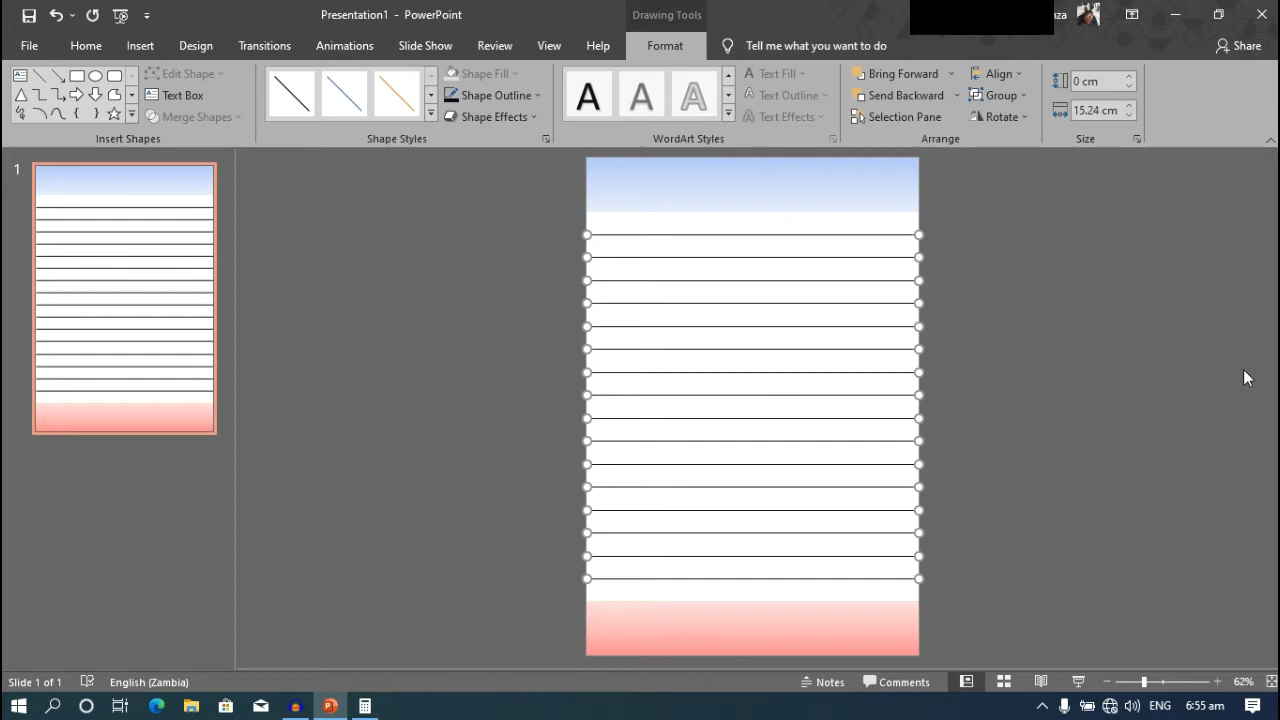 Presentation1 - PowerPoint
Drawing Tools
nza
File
Home
Insert
Design
Transitions
Animations
Slide Show
Review
View
Help
Format
Tell me what you want to do
Share
Edit Shape
Text Box
Merge Shapes
Insert Shapes
Shape Fill
Shape Outline
Shape Effects
Shape Styles
A A A
Text Fill
Text Outline
Text Effects
WordArt Styles
Bring Forward
Send Backward
Selection Pane
Align
Group
Rotate
Arrange
0 cm
15.24 cm
Size
1
Slide 1 of 1
English (Zambia)
Notes
Comments
62%
ENG
6:55 am